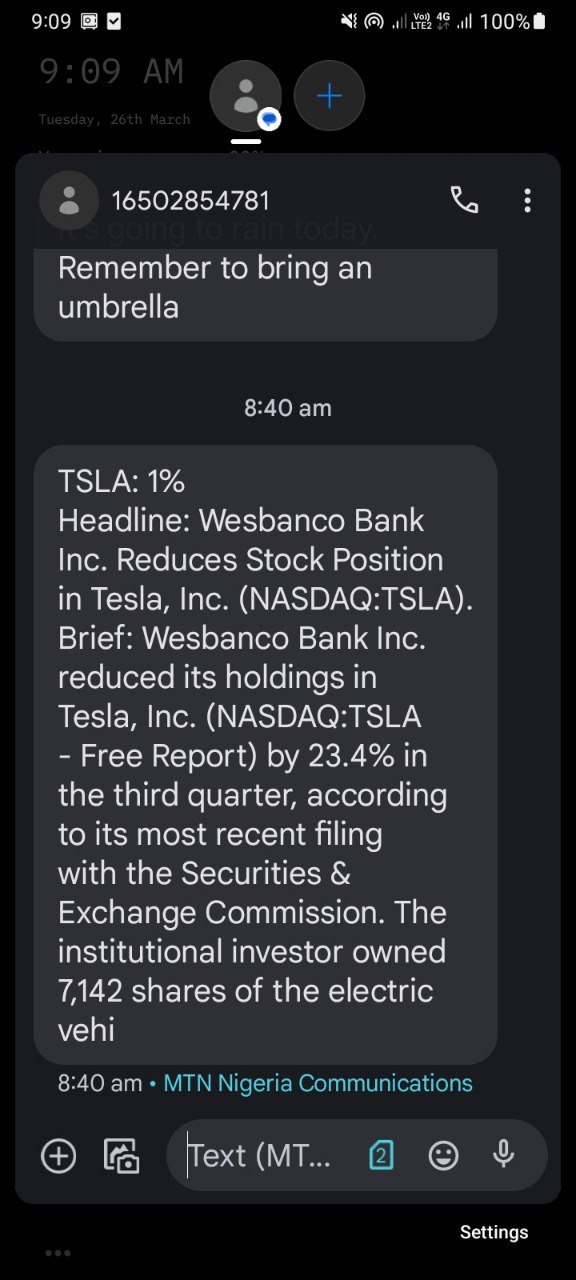 9:09
Vo)) 4G
LTE2
100%
9:09 AM
Tuesday, 26th March
16502854781
It's going to rain today.
Remember to bring an
umbrella
8:40 am
TSLA: 1%
Headline: Wesbanco Bank
Inc. Reduces Stock Position
in Tesla, Inc. (NASDAQ:TSLA).
Brief: Wesbanco Bank Inc.
reduced its holdings in
Tesla, Inc. (NASDAQ:TSLA
- Free Report) by 23.4% in
the third quarter, according
to its most recent filing
with the Securities &
Exchange Commission. The
institutional investor owned
7,142 shares of the electric
vehi
8:40 am • MTN Nigeria Communications
Text (MT...
2
Settings